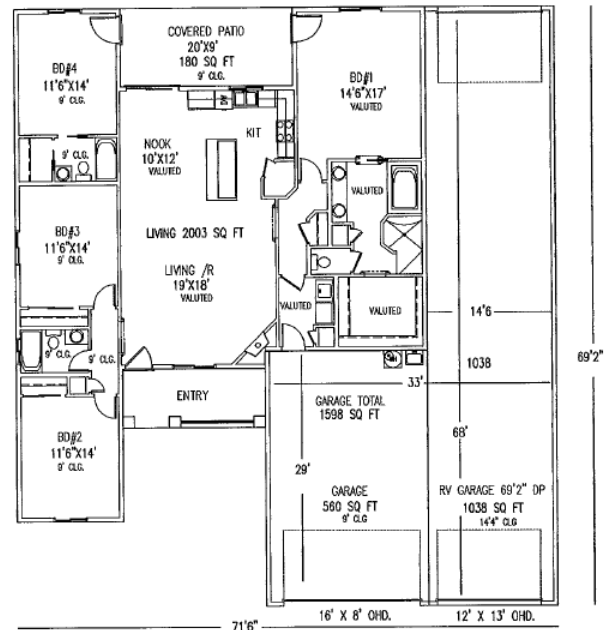 COVERED PATIO
20'X9'
180 SQ FT
9' CLG.
BD#4
11'6"X14'
9' CLG.
BD#1
14'6"X17'
VALUTED
69'2"
DW
KIT
NOOK
10'X12'
VALUTED
9' CLG.
VALUTED
BD#3
11'6"X14'
LIVING 2003 SQ FT
LIVING /R
19'X18'
VALUTED
VALUTED
VALUTED
14'6
9' CLG.
9' CLG.
1038
69'2"
33'
ENTRY
GARAGE TOTAL
1598 SQ FT
BD#2
11'6"X14'
9' CLG.
68'
29'
GARAGE
560 SQ FT
9' CLG
RV GARAGE 69'2" DP
1038 SQ FT
14'4" CLG
16' X 8' OHD.
12' X 13' OHD.
71'6"